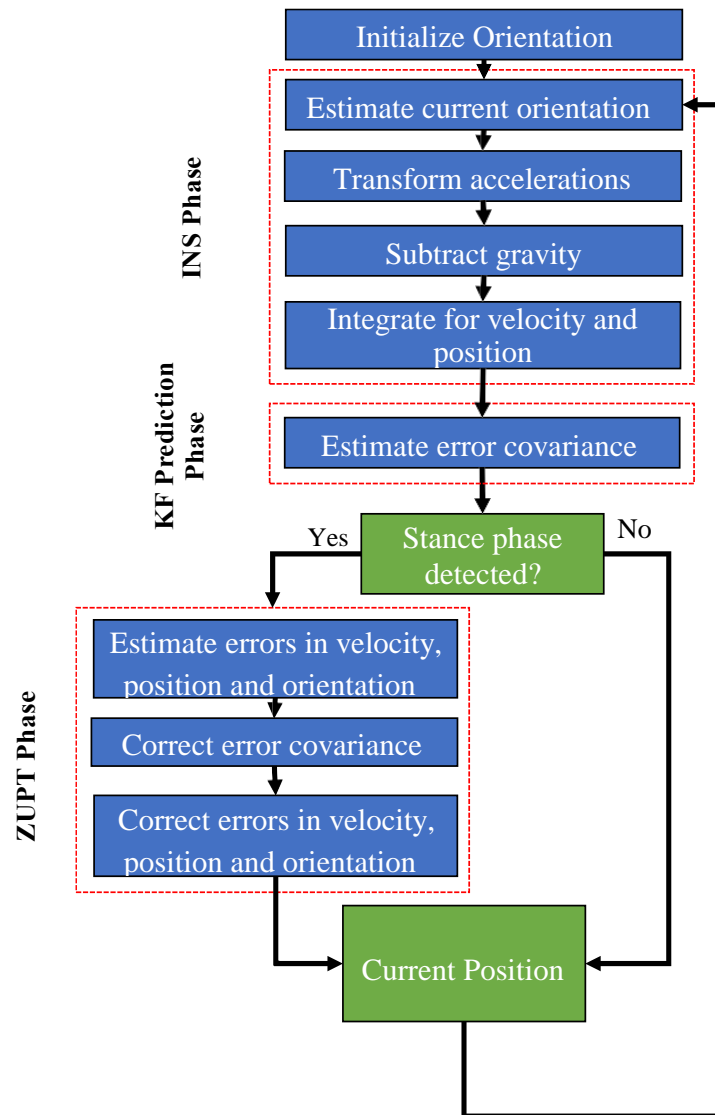 Initialize Orientation
Estimate current orientation
Transform accelerations
Subtract gravity
Integrate for velocity and
position
INS Phase
Estimate error covariance
KF Prediction
Phase
Stance phase
detected?
Yes
No
Estimate errors in velocity,
position and orientation
Correct error covariance
Correct errors in velocity,
position and orientation
ZUPT Phase
Current Position